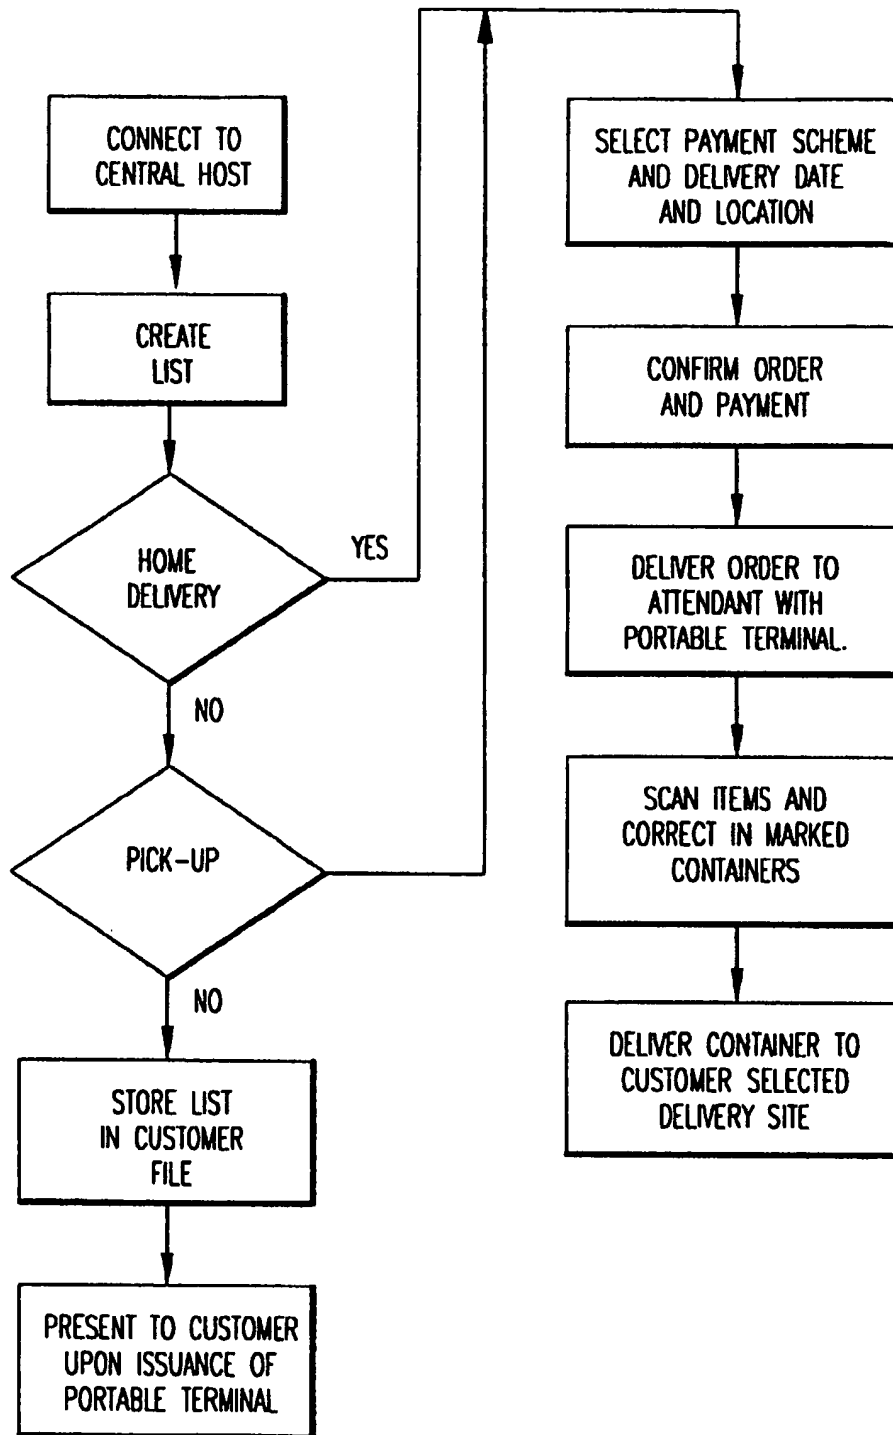 CONNECT TO
CENTRAL HOST
CREATE
LIST
HOME
DELIVERY
YES
NO
PICK-UP
NO
STORE LIST
IN CUSTOMER
FILE
PRESENT TO CUSTOMER
UPON ISSUANCE OF
PORTABLE TERMINAL
SELECT PAYMENT SCHEME
AND DELIVERY DATE
AND LOCATION
CONFIRM ORDER
AND PAYMENT
DELIVER ORDER TO
ATTENDANT WITH
PORTABLE TERMINAL.
SCAN ITEMS AND
CORRECT IN MARKED
CONTAINERS
DELIVER CONTAINER TO
CUSTOMER SELECTED
DELIVERY SITE